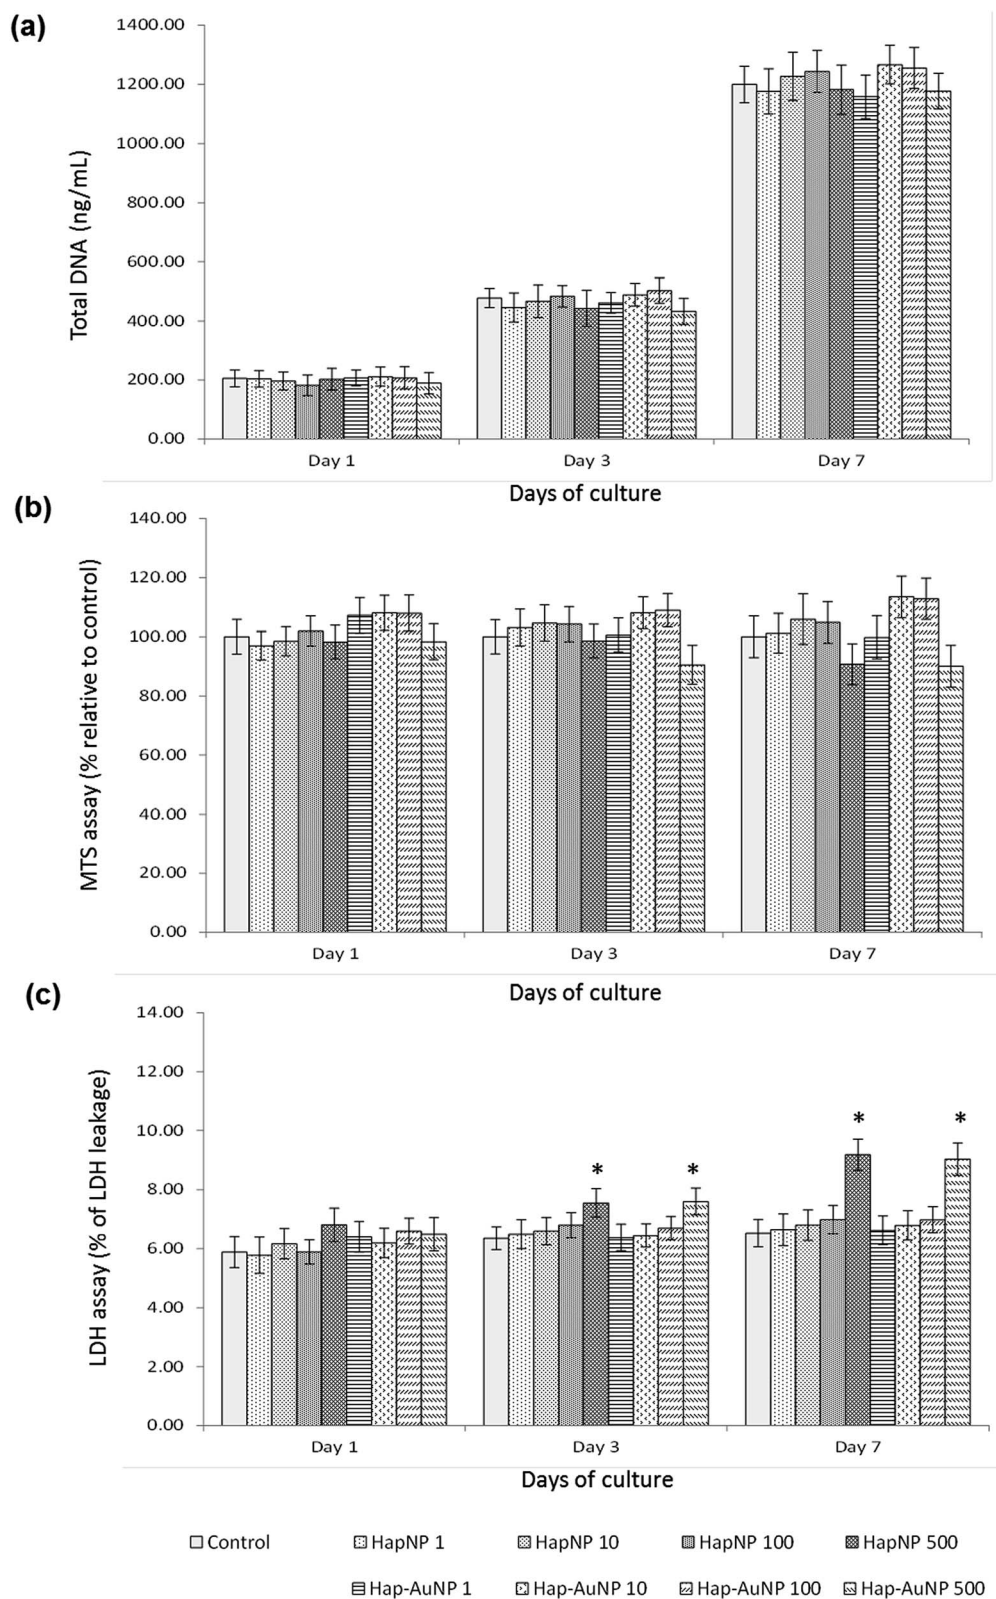 (a)
1400.00
1200.00
1000.00
800.00
600.00
400.00
200.00
0.00
Total DNA (ng/mL)
Day 1 Day 3 Day 7
Days of culture
(b)
140.00
120.00
100.00
80.00
60.00
40.00
20.00
0.00
MTS assay (% relative to control)
Day 1 Day 3 Day 7
Days of culture
(c)
14.00
12.00
10.00
8.00
6.00
4.00
2.00
0.00
LDH assay (% of LDH leakage)
* * * *
Day 1 Day 3 Day 7
Days of culture
Control HapNP 1 HapNP 10 HapNP 100 HapNP 500
Hap-AuNP 1 Hap-AuNP 10 Hap-AuNP 100 Hap-AuNP 500